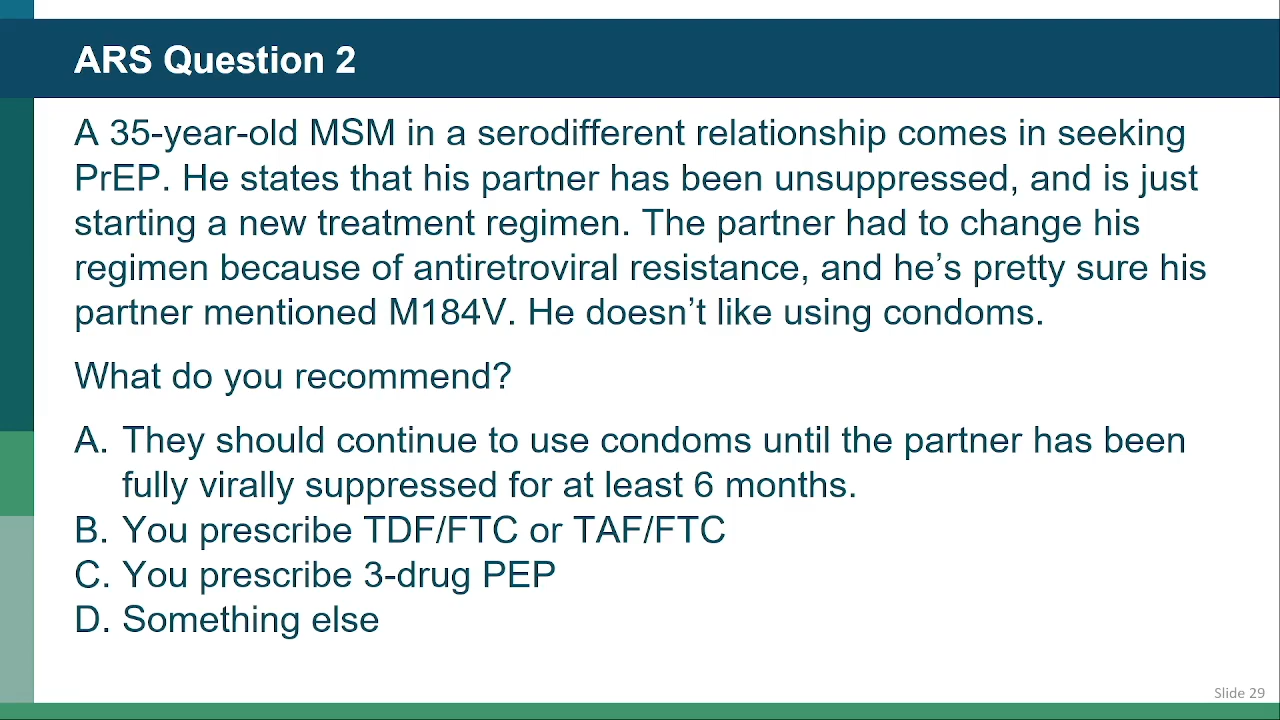 ARS Question 2
A 35-year-old MSM in a serodifferent relationship comes in seeking
PrEP. He states that his partner has been unsuppressed, and is just
starting a new treatment regimen. The partner had to change his
regimen because of antiretroviral resistance, and he’s pretty sure his
partner mentioned M184V. He doesn’t like using condoms.
What do you recommend?
A. They should continue to use condoms until the partner has been
fully virally suppressed for at least 6 months.
B. You prescribe TDF/FTC or TAF/FTC
C. You prescribe 3-drug PEP
D. Something else
Slide 29